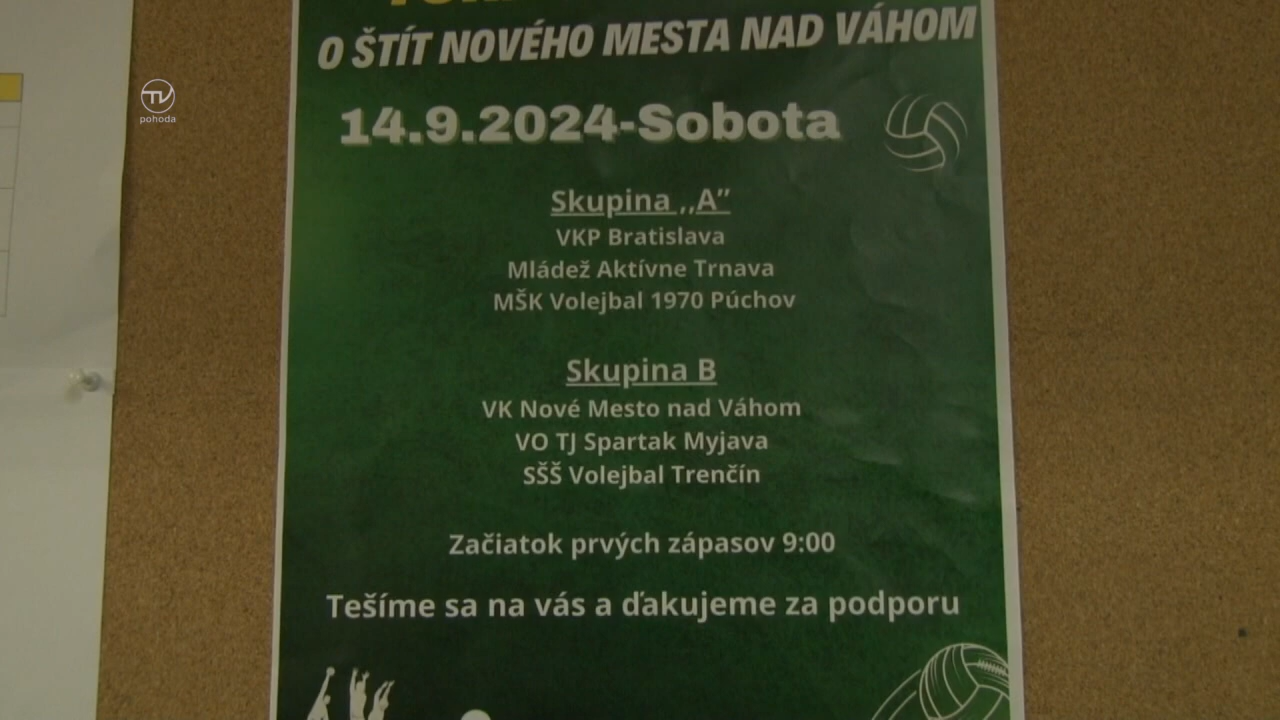 O ŠTÍT NOVÉHO MESTA NAD VÁHOM
TV
pohoda
14.9.2024-Sobota
Skupina ,,A”
VKP Bratislava
Mládež Aktívne Trnava
MŠK Volejbal 1970 Púchov
Skupina B
VK Nové Mesto nad Váhom
VO TJ Spartak Myjava
SŠŠ Volejbal Trenčín
Začiatok prvých zápasov 9:00
Tešíme sa na vás a ďakujeme za podporu